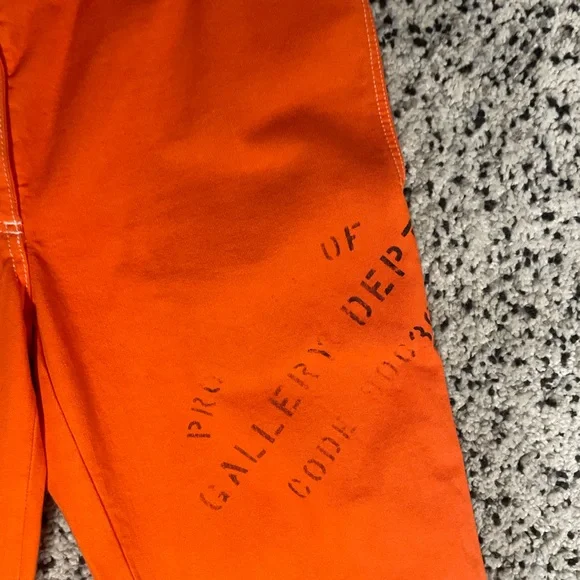 PRO OF
GALLERY DEPT
CODE